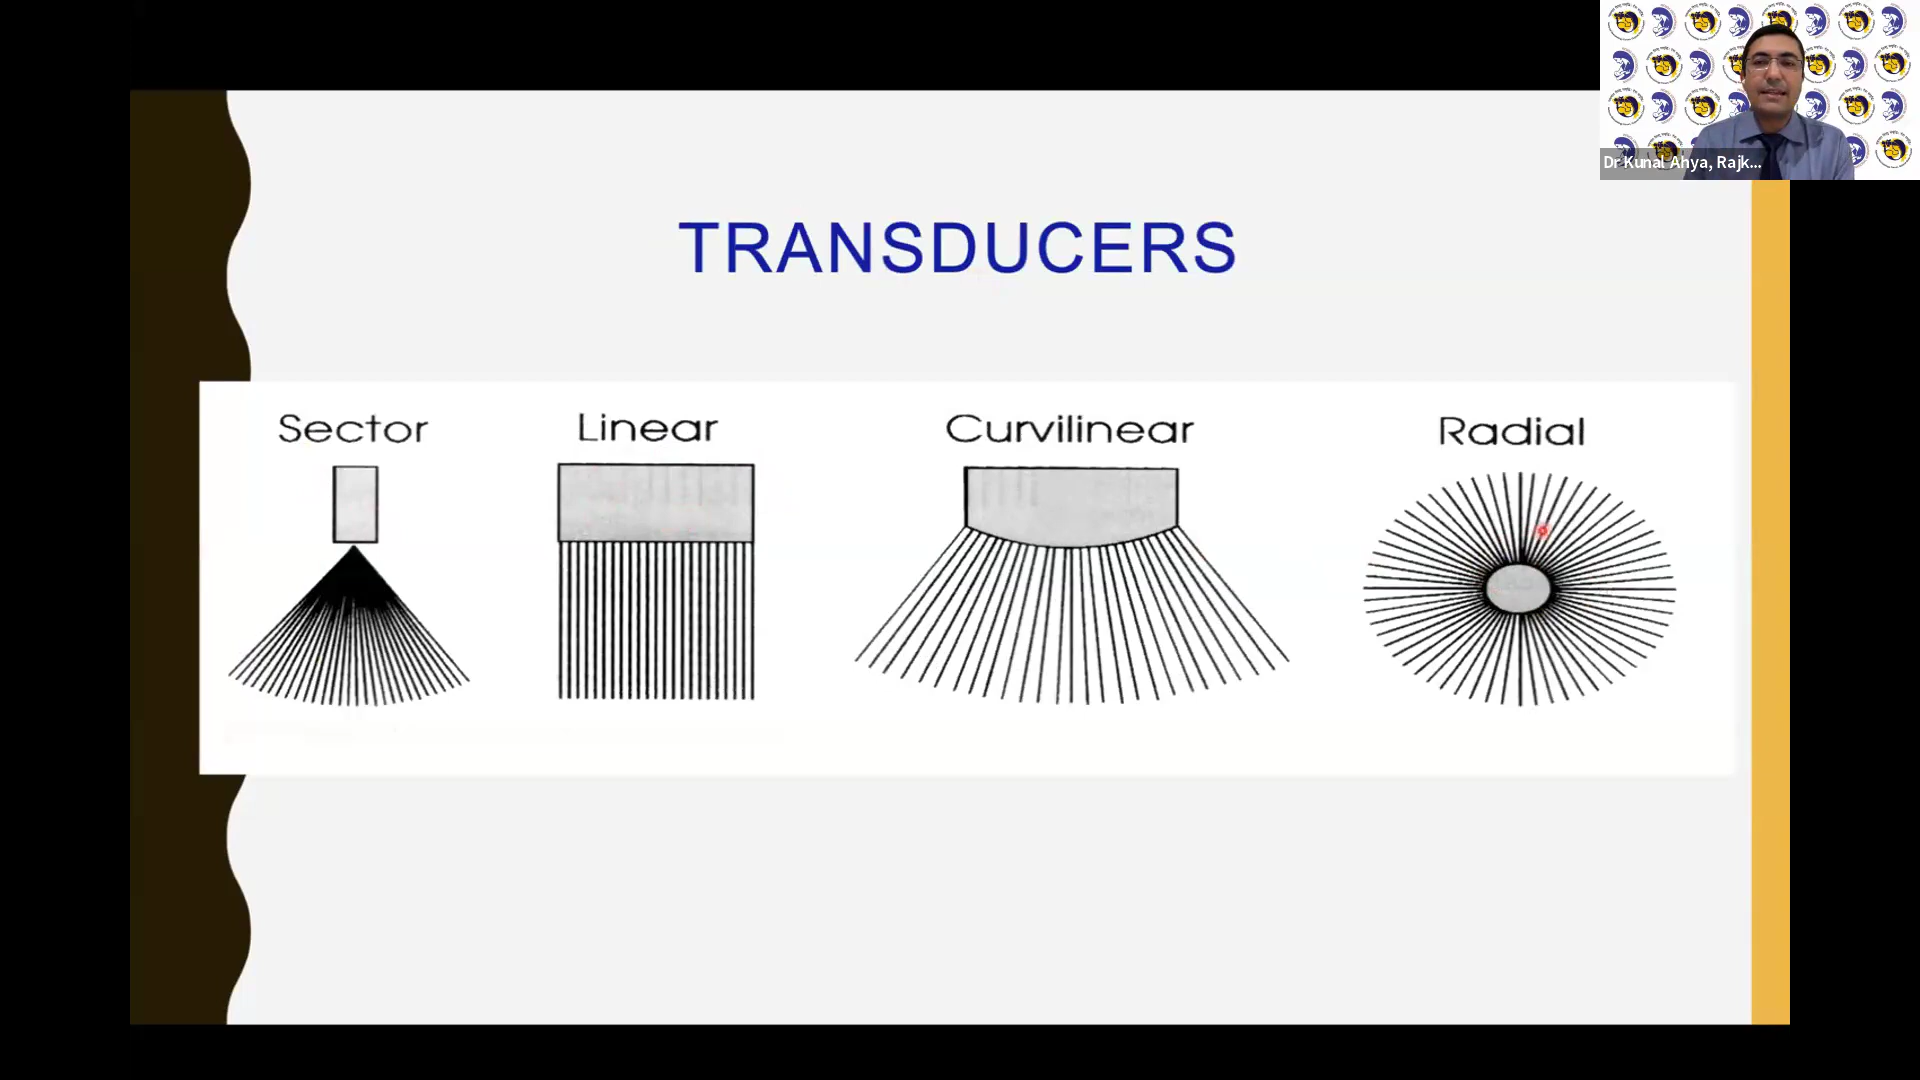 Dr Kunal Ahya, Rajk...
TRANSDUCERS
Sector Linear Curvilinear Radial